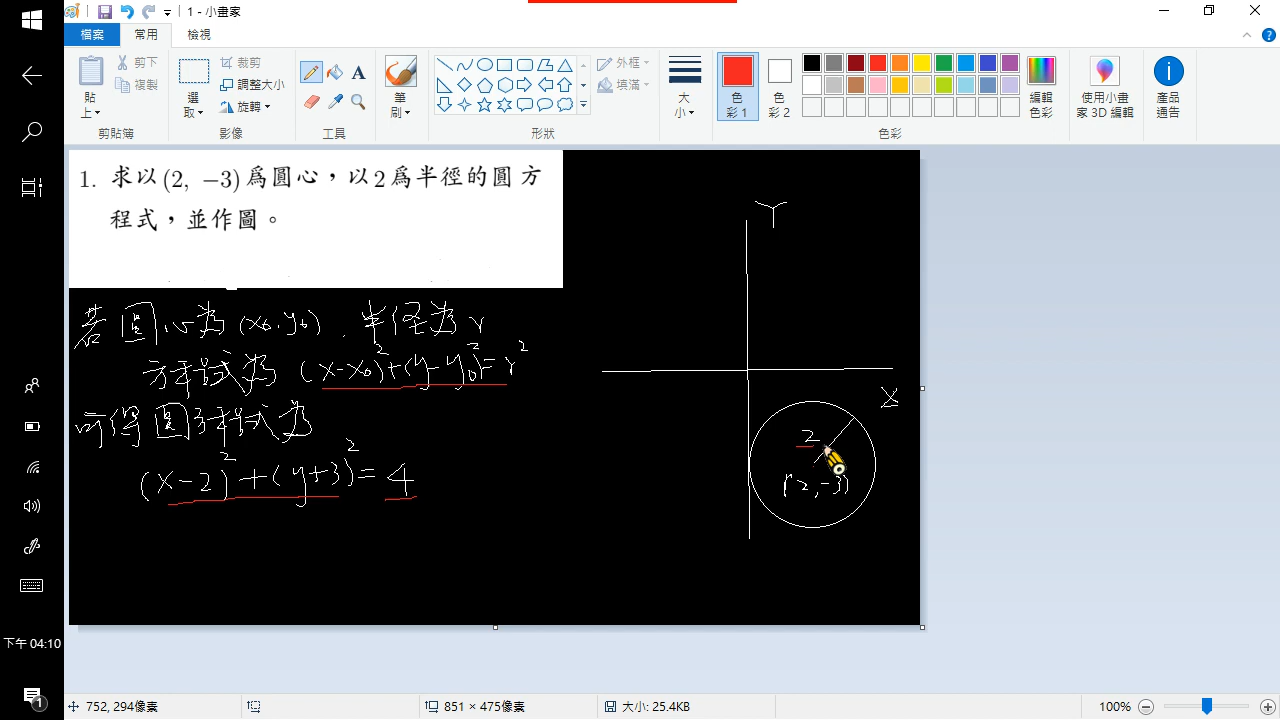 1 - 小畫家
檔案 常用 檢視
剪下
複製
貼上
剪貼簿
選取
裁剪
調整大小
旋轉
影像
A
工具
筆刷
外框
填滿
形狀
大小
色彩 1
色彩 2
編輯色彩
色彩
使用小畫家 3D 編輯
產品通告
1. 求以(2, −3)為圓心，以2為半徑的圓方
程式，並作圖。
若圓心為(x₀,y₀), 半径為r
方程式為 (x-x₀)²+(y-y₀)²=r²
可得圓方程式為
(x-2)²+(y+3)²=4
Y
X
2
(2,-3)
下午 04:10
1
752, 294像素
851 × 475像素
大小: 25.4KB
100%